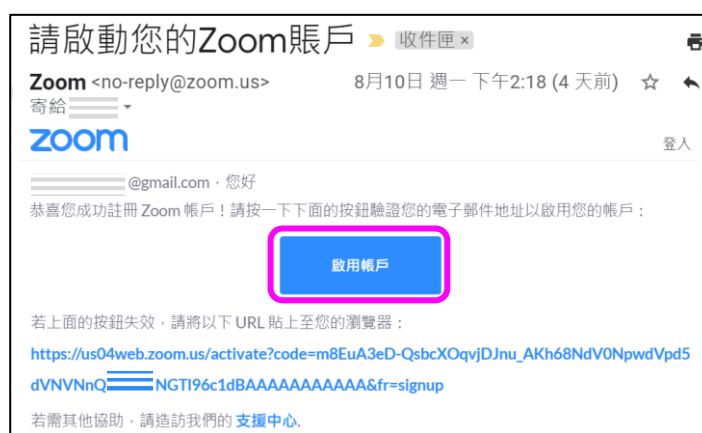 請啟動您的Zoom賬戶 收件匣 ×
Zoom <no-reply@zoom.us> 8月10日 週一 下午2:18 (4 天前)
寄給
zoom 登入
@gmail.com，您好
恭喜您成功註冊 Zoom 帳戶！請按一下下面的按鈕驗證您的電子郵件地址以啟用您的帳戶：
啟用帳戶
若上面的按鈕失效，請將以下 URL 貼上至您的瀏覽器：
https://us04web.zoom.us/activate?code=m8EuA3eD-QsbcXOqvjDJnu_AKh68NdV0NpwdVpd5
dVNVNnQ NGTI96c1dBAAAAAAAAAAA&fr=signup
若需其他協助，請造訪我們的 支援中心.